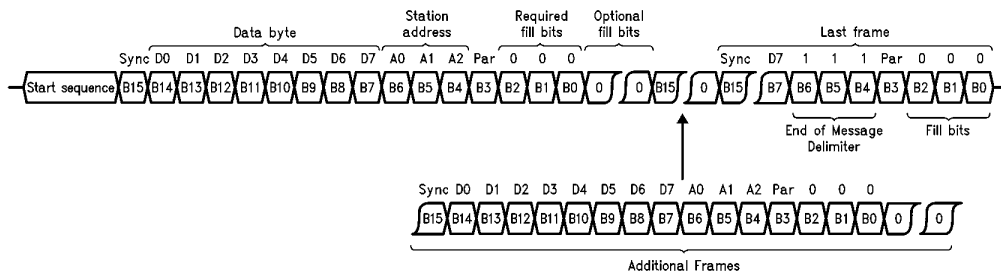 Station Required Optional
Data byte address fill bits fill bits Last frame
Sync D0 D1 D2 D3 D4 D5 D6 D7 A0 A1 A2 Par 0 0 0 Sync D7 1 1 1 Par 0 0 0
Start sequence B15 B14 B13 B12 B11 B10 B9 B8 B7 B6 B5 B4 B3 B2 B1 B0 0 0 B15 0 B15 B7 B6 B5 B4 B3 B2 B1 B0
End of Message Fill bits
Delimiter
Sync D0 D1 D2 D3 D4 D5 D6 D7 A0 A1 A2 Par 0 0 0
B15 B14 B13 B12 B11 B10 B9 B8 B7 B6 B5 B4 B3 B2 B1 B0 0 0
Additional Frames